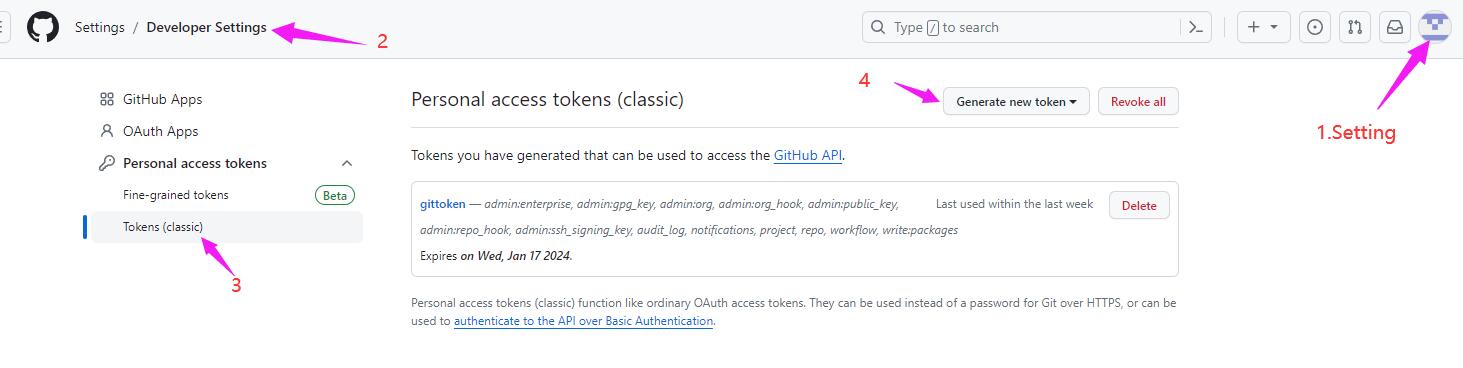 Settings / Developer Settings
2
Type / to search
GitHub Apps
OAuth Apps
Personal access tokens
Fine-grained tokens Beta
Tokens (classic)
3
Personal access tokens (classic)
4
Generate new token
Revoke all
1.Setting
Tokens you have generated that can be used to access the GitHub API.
gittoken — admin:enterprise, admin:gpg_key, admin:org, admin:org_hook, admin:public_key,
admin:repo_hook, admin:ssh_signing_key, audit_log, notifications, project, repo, workflow, write:packages
Last used within the last week
Delete
Expires on Wed, Jan 17 2024.
Personal access tokens (classic) function like ordinary OAuth access tokens. They can be used instead of a password for Git over HTTPS, or can be
used to authenticate to the API over Basic Authentication.